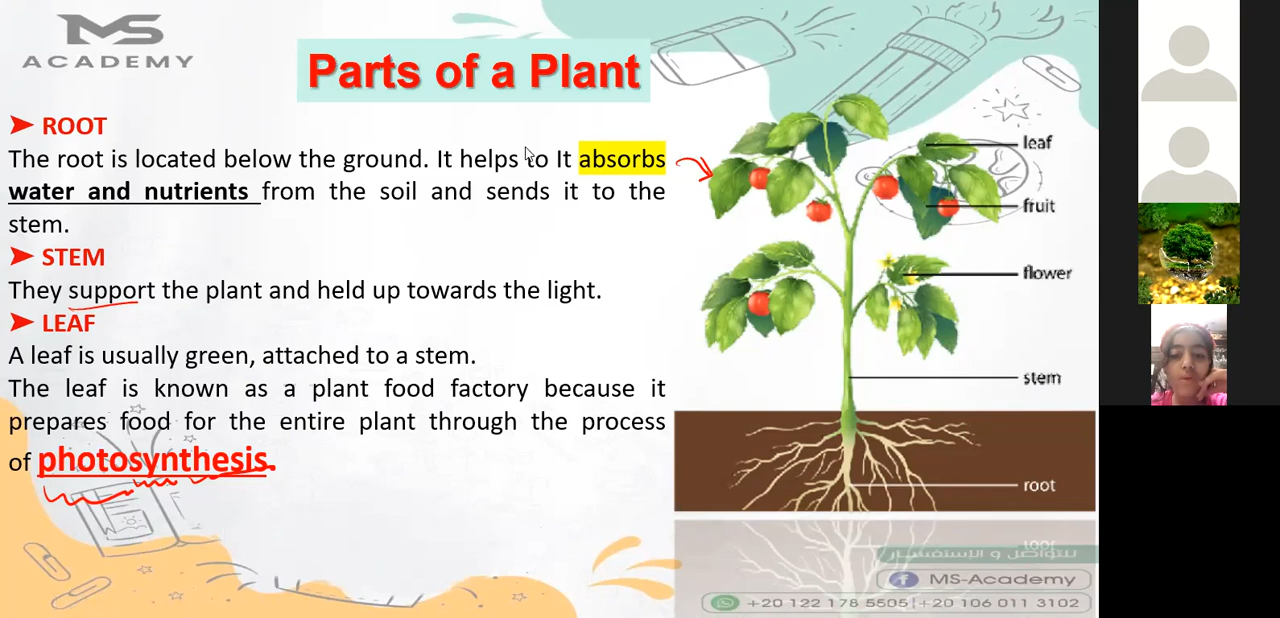 MS
ACADEMY
Parts of a Plant
➤ ROOT
The root is located below the ground. It helps to It absorbs
water and nutrients from the soil and sends it to the
stem.
➤ STEM
They support the plant and held up towards the light.
➤ LEAF
A leaf is usually green, attached to a stem.
The leaf is known as a plant food factory because it
prepares food for the entire plant through the process
of photosynthesis.
leaf
fruit
flower
stem
root
root
للتواصل و الإستفسار
MS-Academy
+20 122 178 5505|+20 106 011 3102